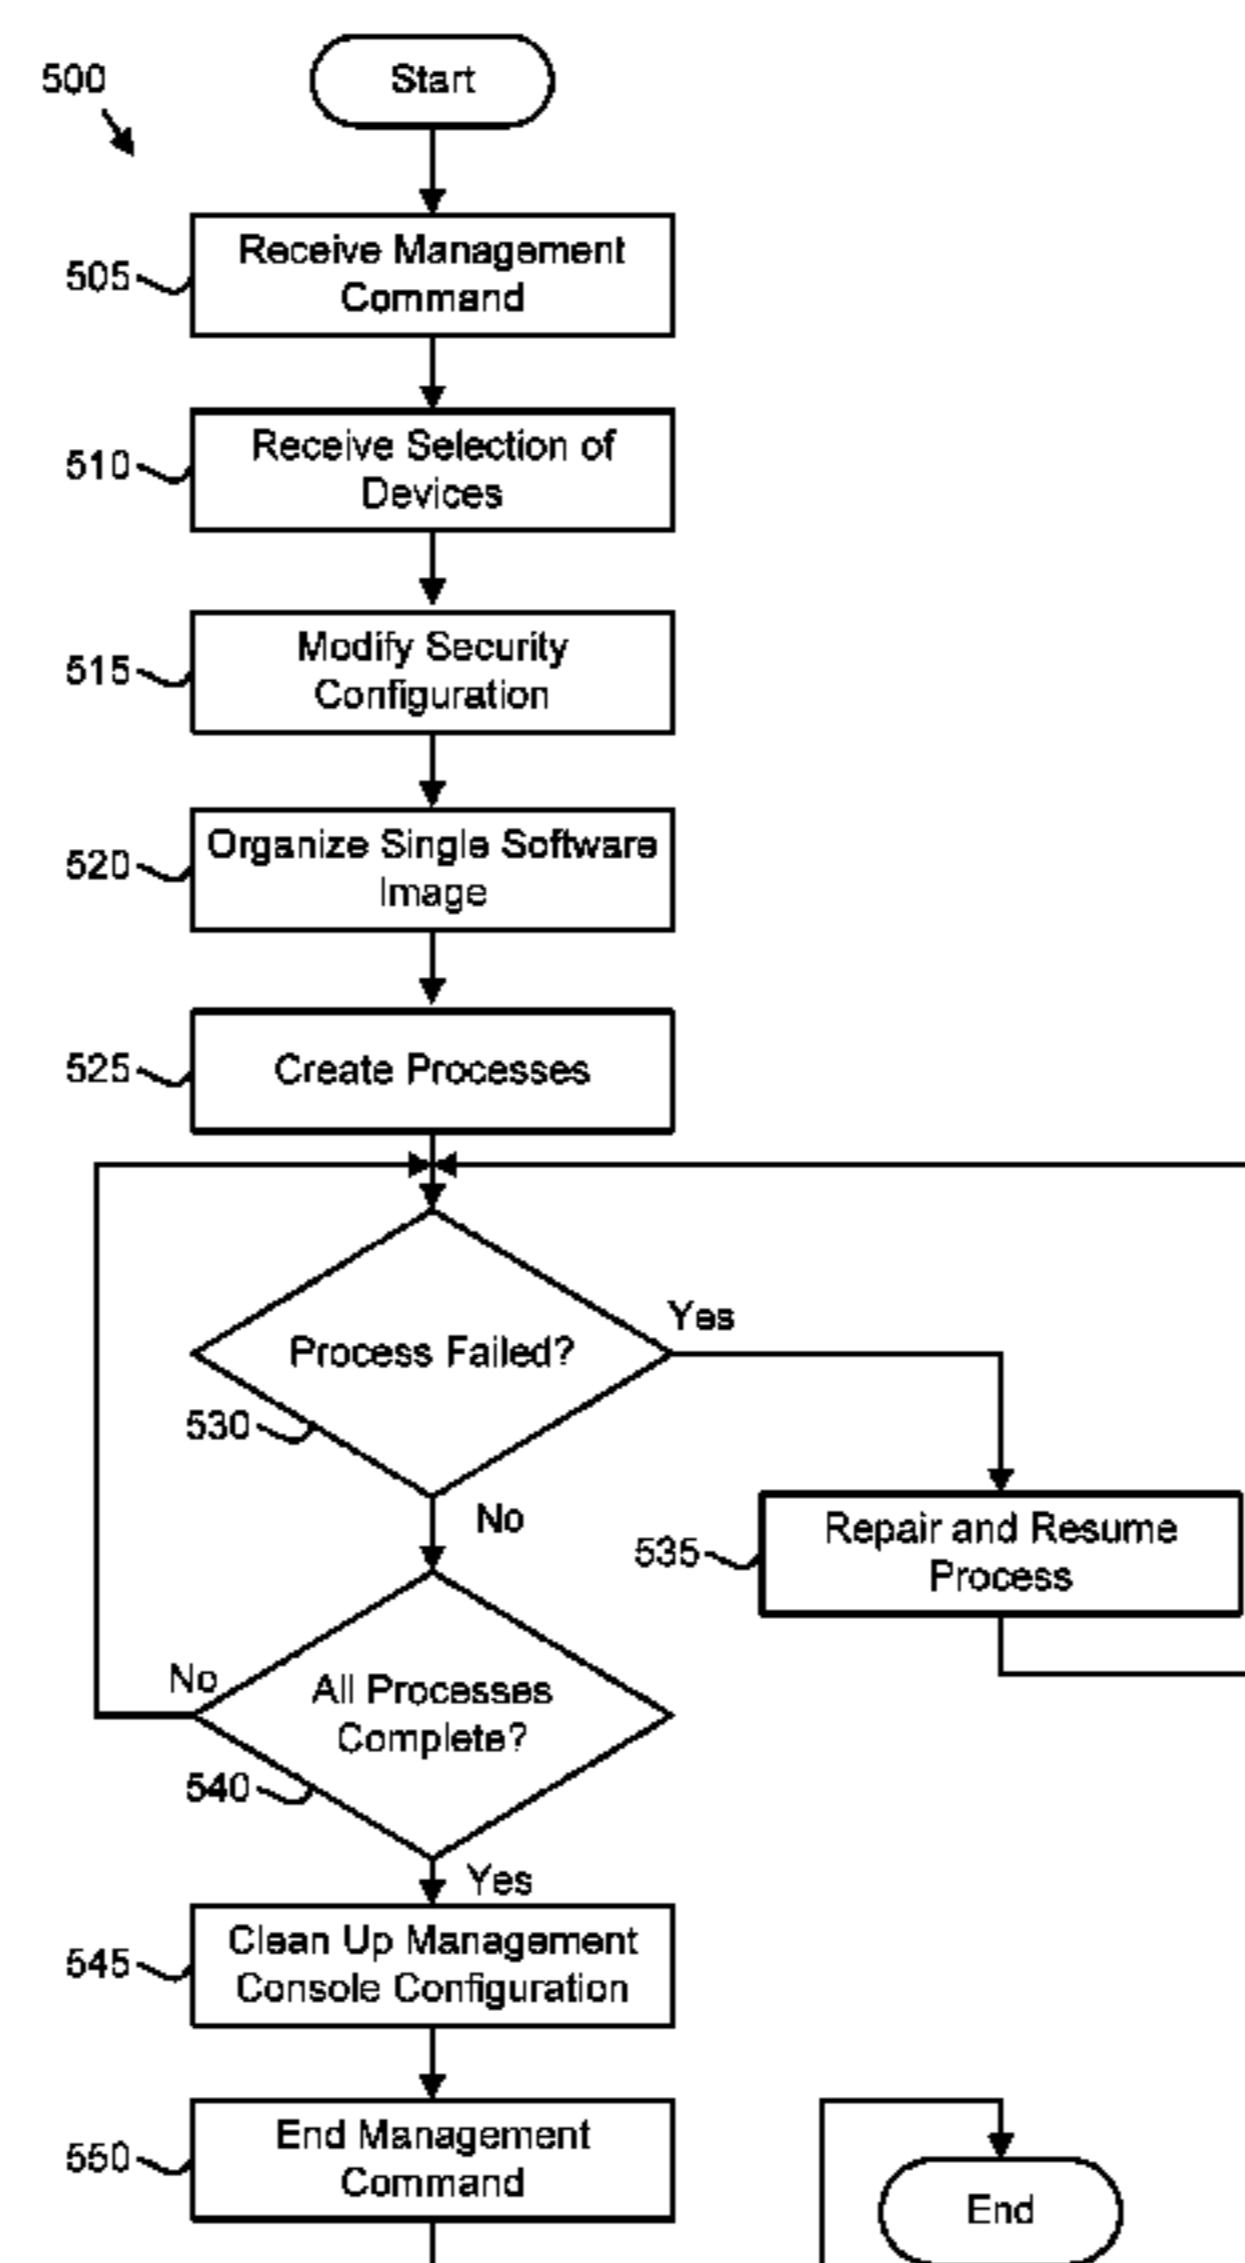 500
Start
Receive Management
Command
505
Receive Selection of
Devices
510
Modify Security
Configuration
515
Organize Single Software
Image
520
Create Processes
525
Process Failed?
Yes
530
No
Repair and Resume
Process
535
All Processes
Complete?
No
540
Yes
Clean Up Management
Console Configuration
545
End Management
Command
550
End